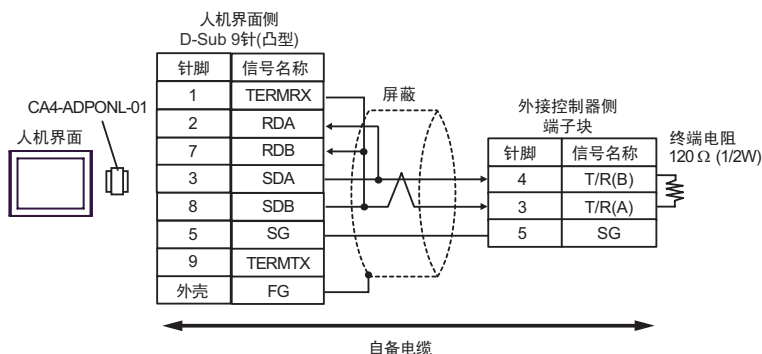 人机界面侧
D-Sub 9针(凸型)
针脚 信号名称
1 TERMRX
2 RDA
7 RDB
3 SDA
8 SDB
5 SG
9 TERMTX
外壳 FG
CA4-ADPONL-01
人机界面
屏蔽
外接控制器侧
端子块
针脚 信号名称
4 T/R(B)
3 T/R(A)
5 SG
终端电阻
120 Ω (1/2W)
自备电缆